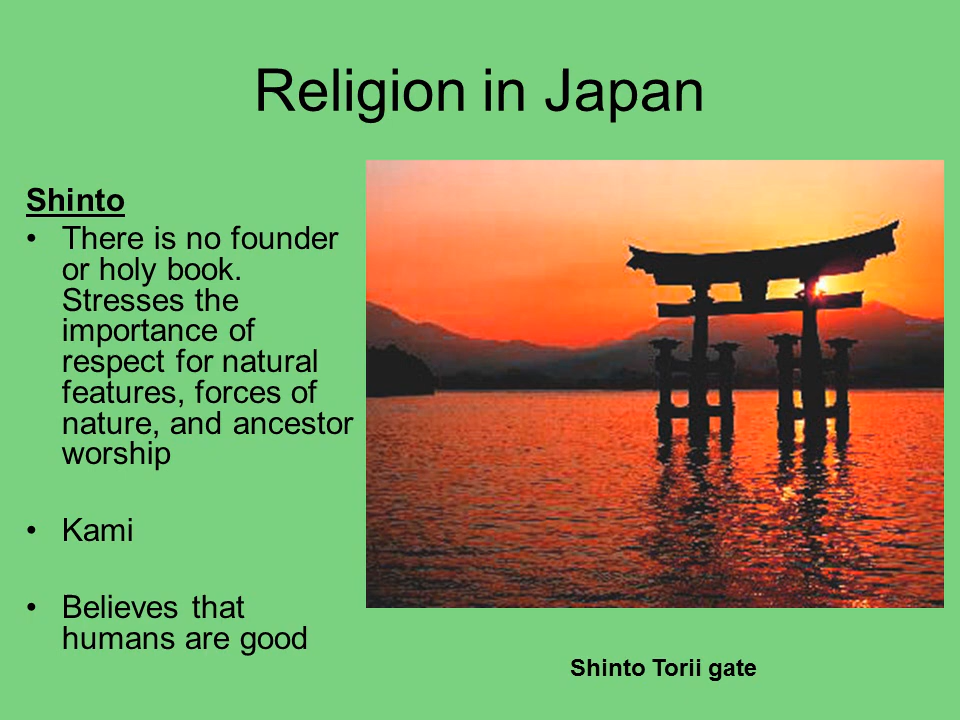 Religion in Japan
Shinto
• There is no founder
or holy book.
Stresses the
importance of
respect for natural
features, forces of
nature, and ancestor
worship
• Kami
• Believes that
humans are good
Shinto Torii gate